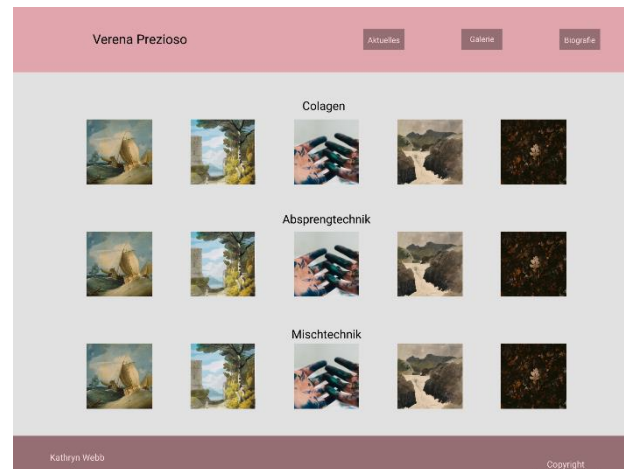 Verena Prezioso
Aktuelles
Galerie
Biografie
Colagen
Absprengtechnik
Mischtechnik
Kathryn Webb
Copyright